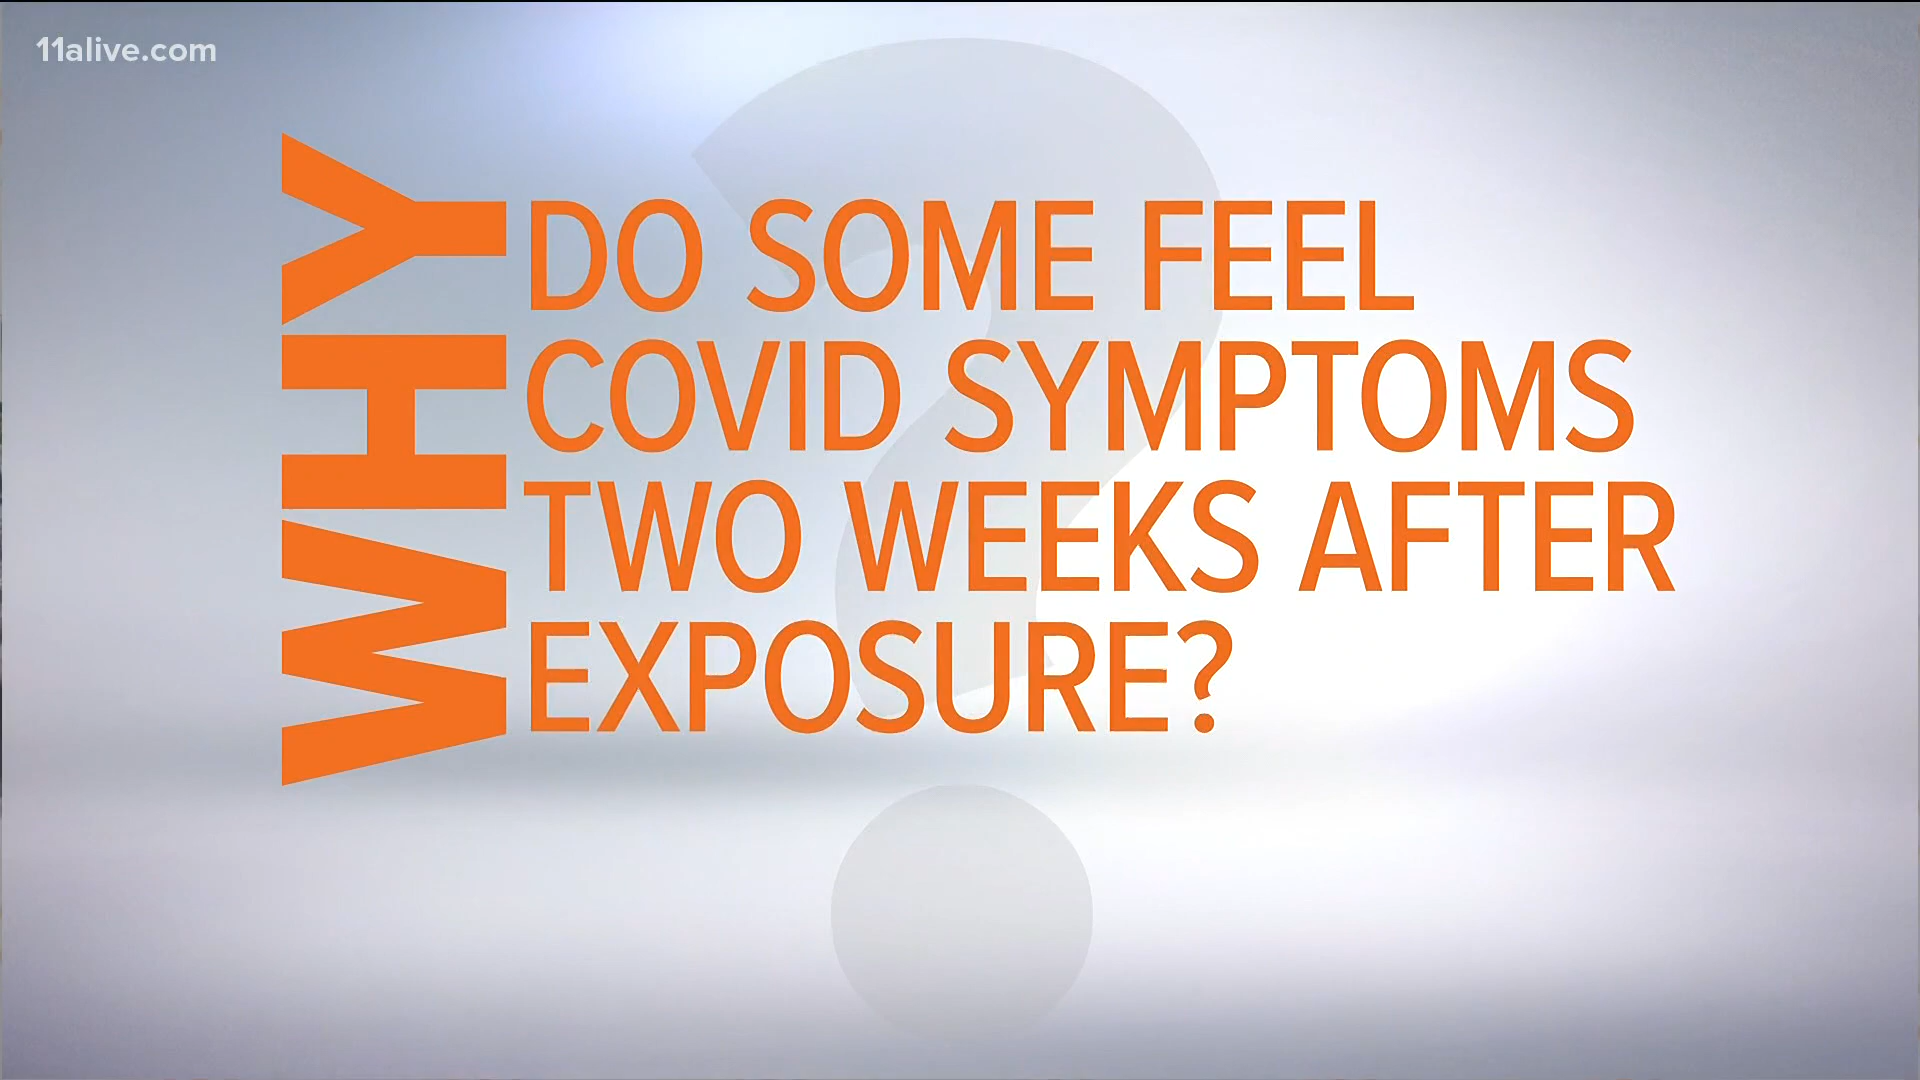 11alive.com
WHY
DO SOME FEEL
COVID SYMPTOMS
TWO WEEKS AFTER
EXPOSURE?